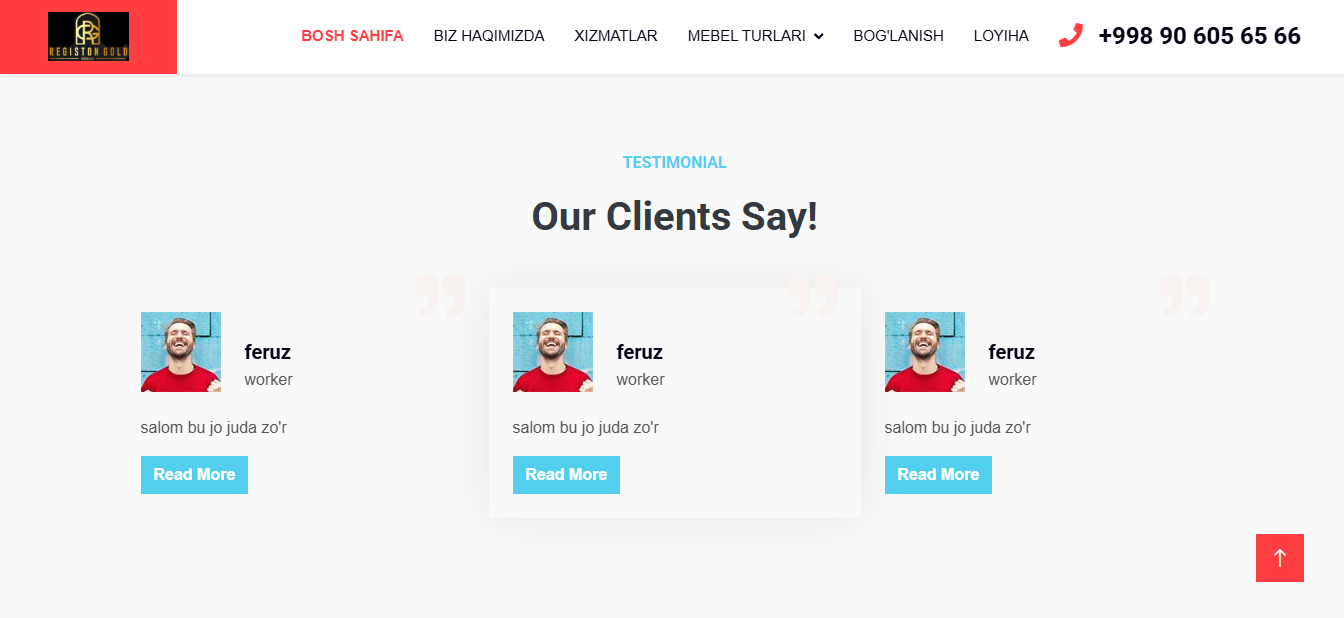 REGISTON GOLD
BOSH SAHIFA BIZ HAQIMIZDA XIZMATLAR MEBEL TURLARI BOG'LANISH LOYIHA +998 90 605 65 66
TESTIMONIAL
Our Clients Say!
feruz
worker
salom bu jo juda zo'r
Read More
feruz
worker
salom bu jo juda zo'r
Read More
feruz
worker
salom bu jo juda zo'r
Read More